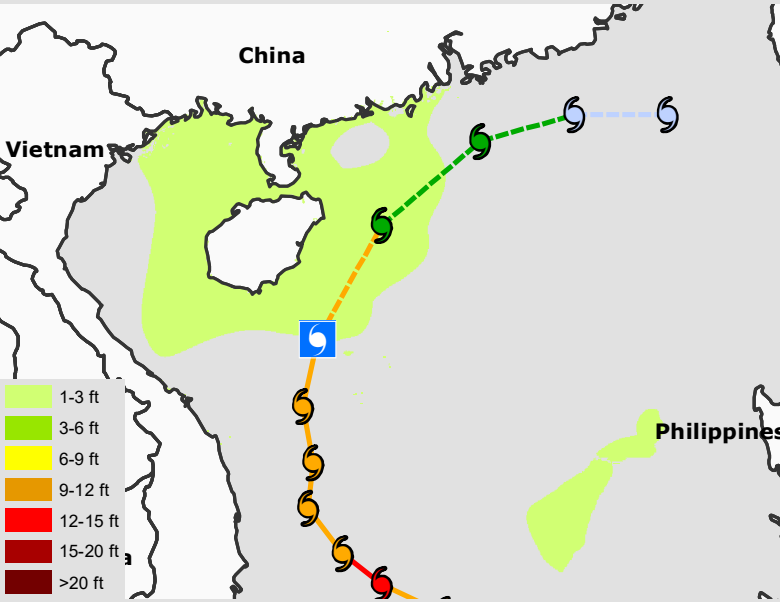 China
Vietnam
Philippines
1-3 ft
3-6 ft
6-9 ft
9-12 ft
12-15 ft
15-20 ft
a
>20 ft